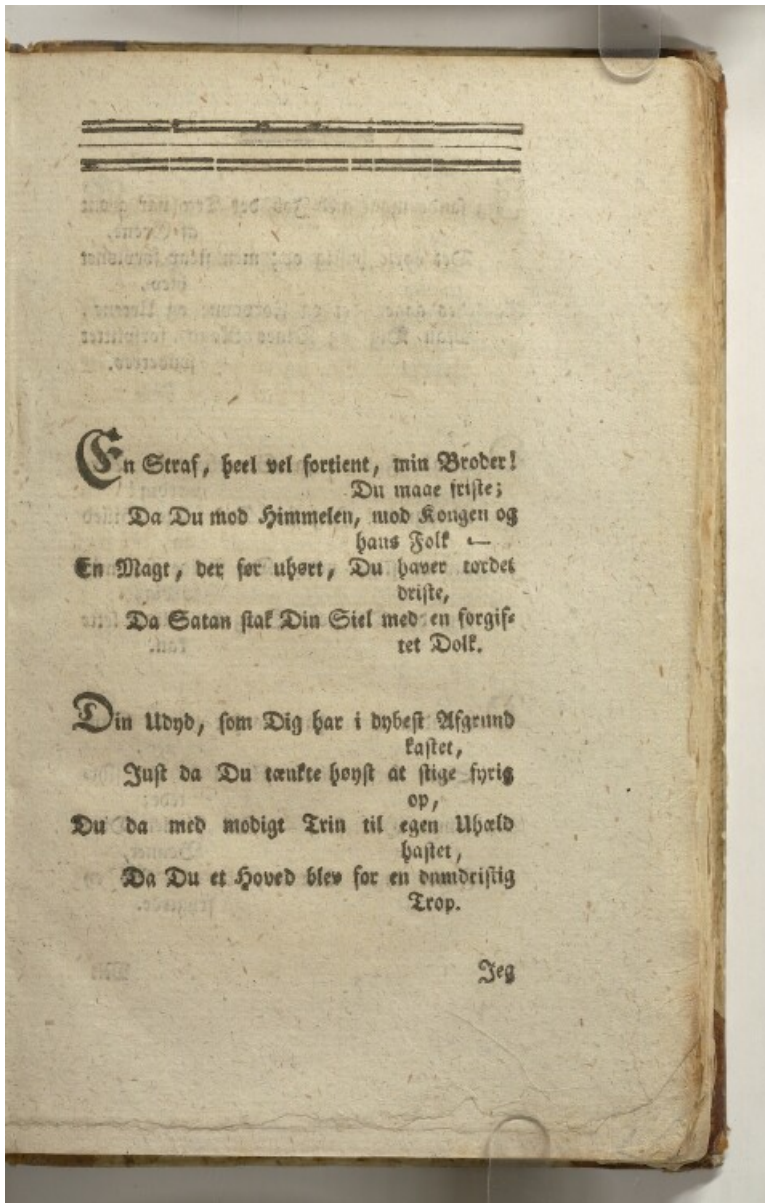 En Straf, heel vel fortient, min Broder!
Du maae friste;
Da Du mod Himmelen, mod Kongen og
hans Folk —
En Magt, der før uhørt, Du haver tordet
driste,
Da Satan stak Din Siel med en forgif⸗
tet Dolk.
Din Udyd, som Dig har i dybest Afgrund
kastet,
Just da Du tænkte høyst at stige fyrig
op,
Du da med modigt Trin til egen Uhæld
hastet,
Da Du et Hoved blev for en dumdristig
Trop.
Jeg